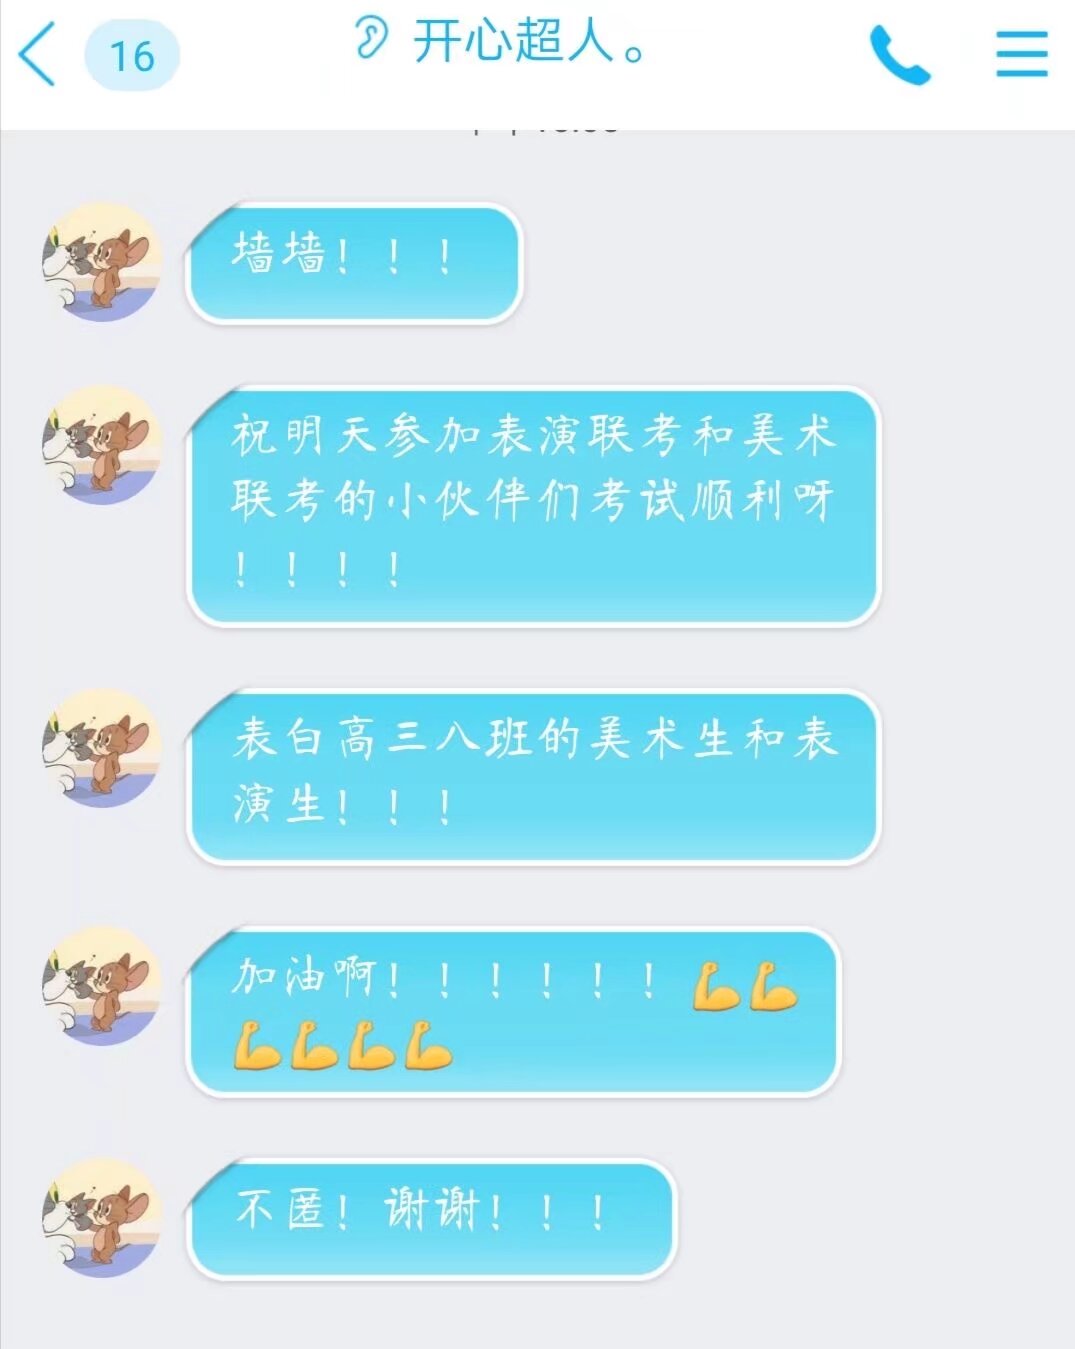 16
开心超人。
墙墙！！！
祝明天参加表演联考和美术
联考的小伙伴们考试顺利呀
！！！！
表白高三八班的美术生和表
演生！！！
加油啊！！！！！！💪💪
💪💪💪💪
不匿！谢谢！！！